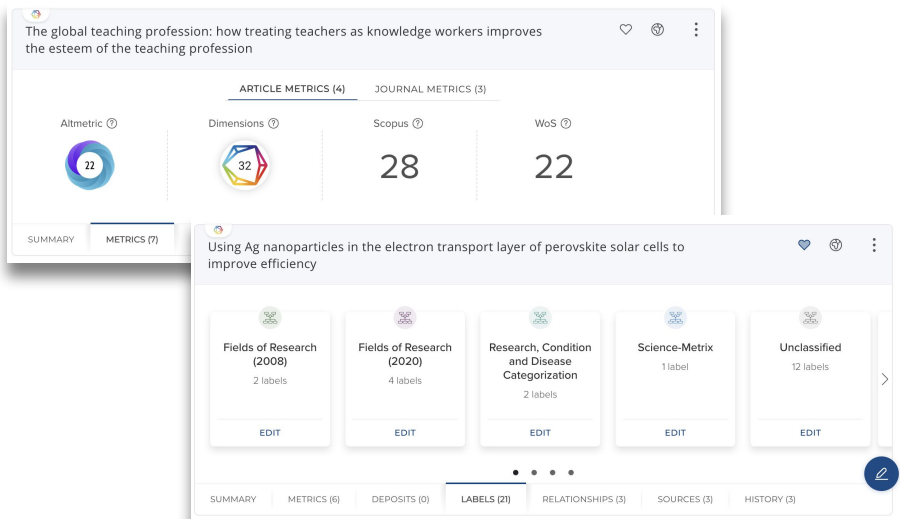 The global teaching profession: how treating teachers as knowledge workers improves
the esteem of the teaching profession
ARTICLE METRICS (4)
JOURNAL METRICS (3)
Altmetric ?
Dimensions ?
Scopus ?
WoS ?
22
32
28
22
SUMMARY
METRICS (7)
Using Ag nanoparticles in the electron transport layer of perovskite solar cells to
improve efficiency
Fields of Research
(2008)
2 labels
EDIT
Fields of Research
(2020)
4 labels
EDIT
Research, Condition
and Disease
Categorization
2 labels
EDIT
Science-Metrix
1 label
EDIT
Unclassified
12 labels
EDIT
SUMMARY
METRICS (6)
DEPOSITS (0)
LABELS (21)
RELATIONSHIPS (3)
SOURCES (3)
HISTORY (3)